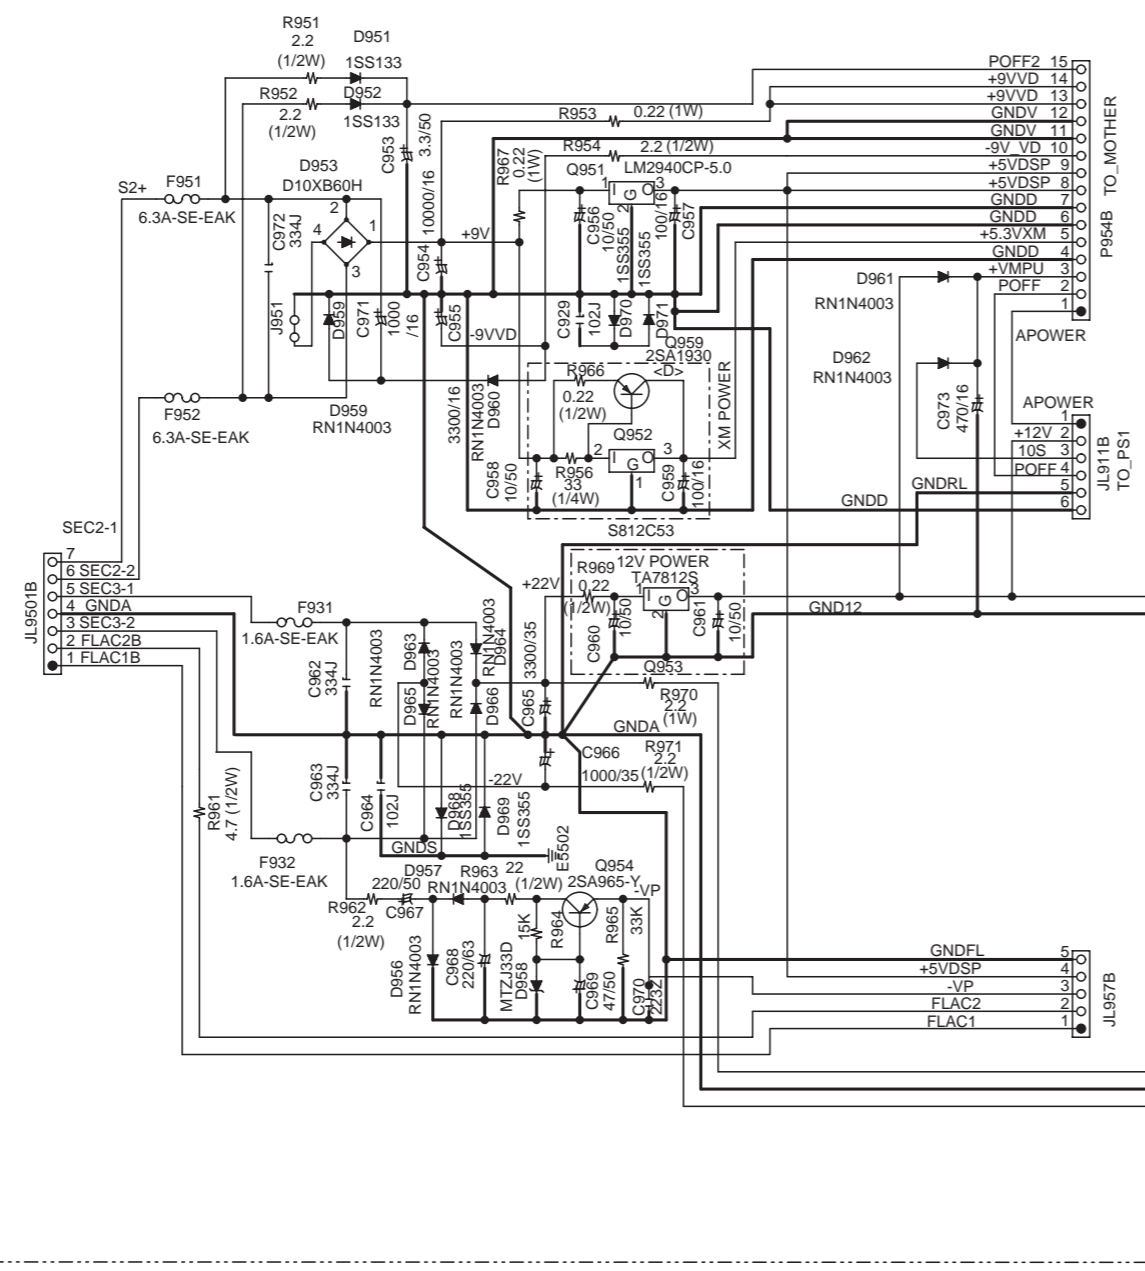 R951
2.2
(1/2W)
D951
1SS133
R952
2.2
(1/2W)
D952
1SS133
C953
3.3/50
R953
0.22 (1W)
R954
2.2 (1/2W)
R967
0.22
(1W)
Q951
LM2940CP-5.0
1
I
G
O
3
2
POFF2 15
+9VVD 14
+9VVD 13
GNDV 12
GNDV 11
-9V_VD 10
+5VDSP 9
+5VDSP 8
GNDD 7
GNDD 6
+5.3VXM 5
GNDD 4
+VMPU 3
POFF 2
1
P954B
TO_MOTHER
APOWER
S2+
F951
6.3A-SE-EAK
D953
D10XB60H
2
4
1
3
C972
334J
J951
D959
C971
1000
/16
10000/16
C954
C955
+9V
-9VVD
3300/16
C956
10/50
1SS355
1SS355
100/16
C957
C929
102J
D970
D971
D961
RN1N4003
D962
RN1N4003
C973
470/16
F952
6.3A-SE-EAK
D959
RN1N4003
RN1N4003
D960
Q959
2SA1930
<D>
R966
0.22
(1/2W)
Q952
2
I
G
O
3
1
R956
33
(1/4W)
C958
10/50
C959
100/16
XM POWER
S812C53
APOWER
1
+12V 2
10S 3
POFF 4
GNDRL 5
GNDD 6
JL911B
TO_PS1
SEC2-1
7
6 SEC2-2
5 SEC3-1
4 GNDA
3 SEC3-2
2 FLAC2B
1 FLAC1B
JL9501B
F931
1.6A-SE-EAK
C962
334J
RN1N4003
D963
RN1N4003
D965
RN1N4003
RN1N4003
D964
D966
3300/35
C965
+22V
R969
0.22
(1/2W)
12V POWER
TA7812S
1
I
G
O
3
2
C960
10/50
C961
10/50
Q953
GND12
R970
2.2
(1W)
GNDA
C966
1000/35
R971
2.2
(1/2W)
-22V
C963
334J
C964
102J
D968
1SS355
D969
1SS355
GNDS
E5502
R961
4.7 (1/2W)
F932
1.6A-SE-EAK
R962
2.2
(1/2W)
220/50
C967
D957
RN1N4003
R963
22
(1/2W)
Q954
2SA965-Y
-VP
D956
RN1N4003
C968
220/63
15K
R964
MTZJ33D
D958
C969
47/50
R965
33K
C970
223Z
GNDFL 5
+5VDSP 4
-VP 3
FLAC2 2
FLAC1 1
JL957B